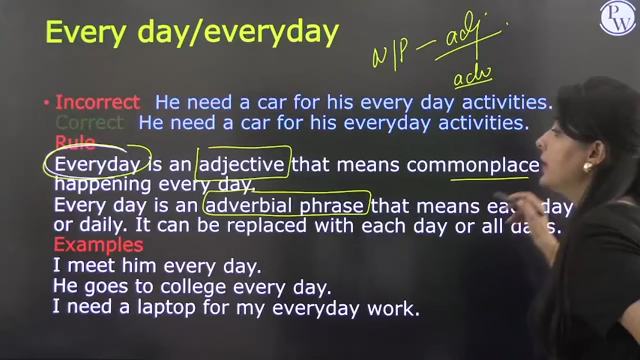 Every day/everyday
N/P - adj.
adv
PW
• Incorrect He need a car for his every day activities.
Correct He need a car for his everyday activities.
Rule
Everyday is an adjective that means commonplace
happening every day.
Every day is an adverbial phrase that means each day
or daily. It can be replaced with each day or all days.
Examples
I meet him every day.
He goes to college every day.
I need a laptop for my everyday work.